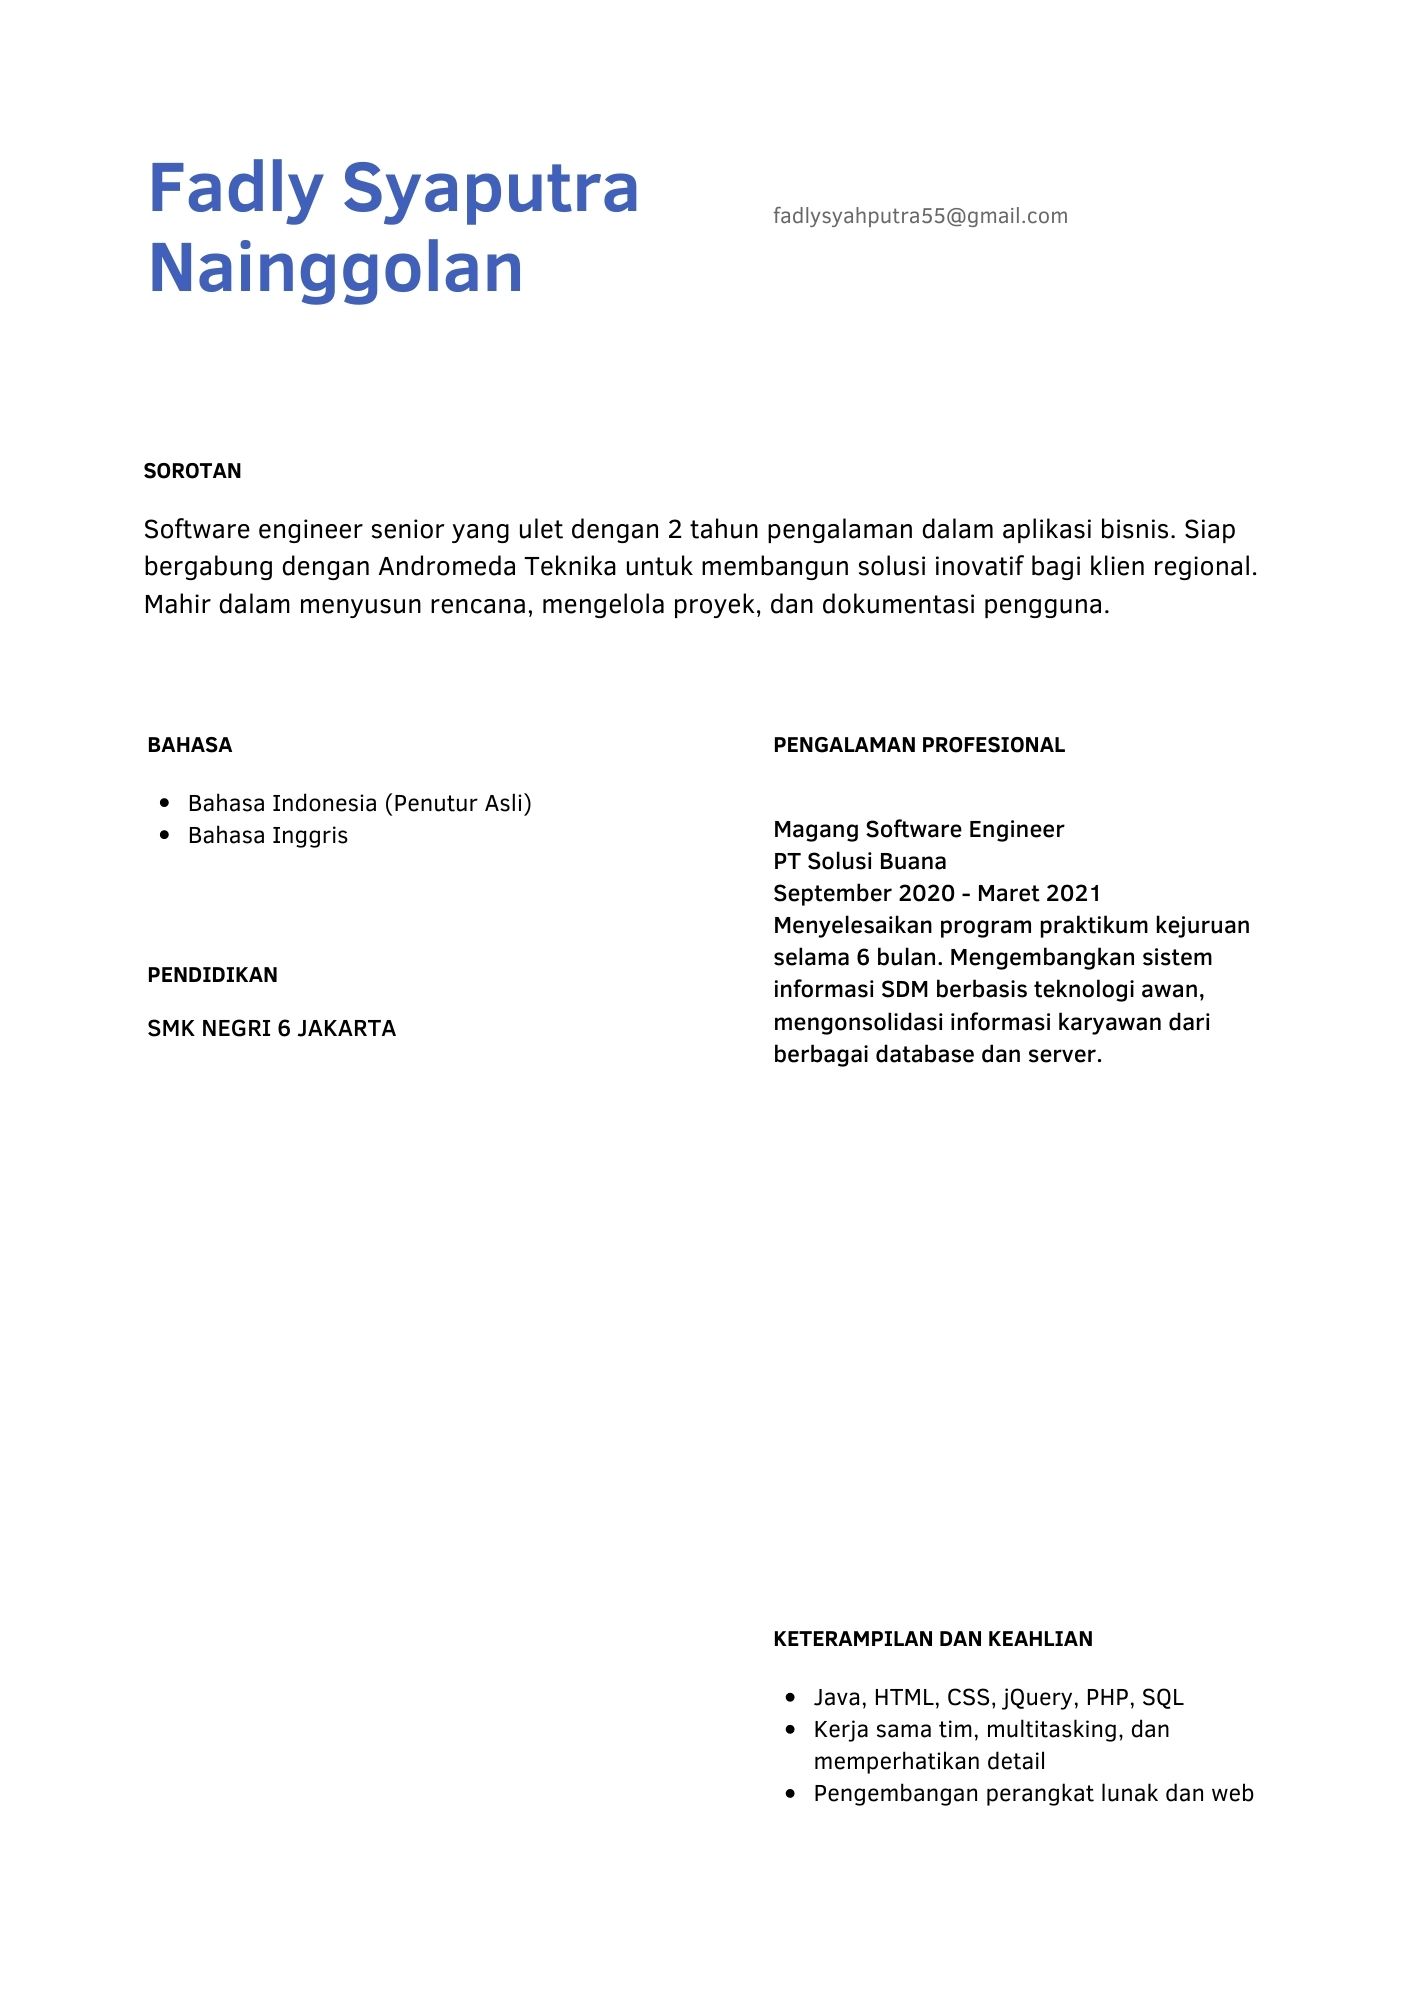 Fadly Syaputra
Nainggolan
fadlysyahputra55@gmail.com
SOROTAN
Software engineer senior yang ulet dengan 2 tahun pengalaman dalam aplikasi bisnis. Siap
bergabung dengan Andromeda Teknika untuk membangun solusi inovatif bagi klien regional.
Mahir dalam menyusun rencana, mengelola proyek, dan dokumentasi pengguna.
BAHASA
• Bahasa Indonesia (Penutur Asli)
• Bahasa Inggris
PENDIDIKAN
SMK NEGRI 6 JAKARTA
PENGALAMAN PROFESIONAL
Magang Software Engineer
PT Solusi Buana
September 2020 - Maret 2021
Menyelesaikan program praktikum kejuruan
selama 6 bulan. Mengembangkan sistem
informasi SDM berbasis teknologi awan,
mengonsolidasi informasi karyawan dari
berbagai database dan server.
KETERAMPILAN DAN KEAHLIAN
• Java, HTML, CSS, jQuery, PHP, SQL
• Kerja sama tim, multitasking, dan
memperhatikan detail
• Pengembangan perangkat lunak dan web